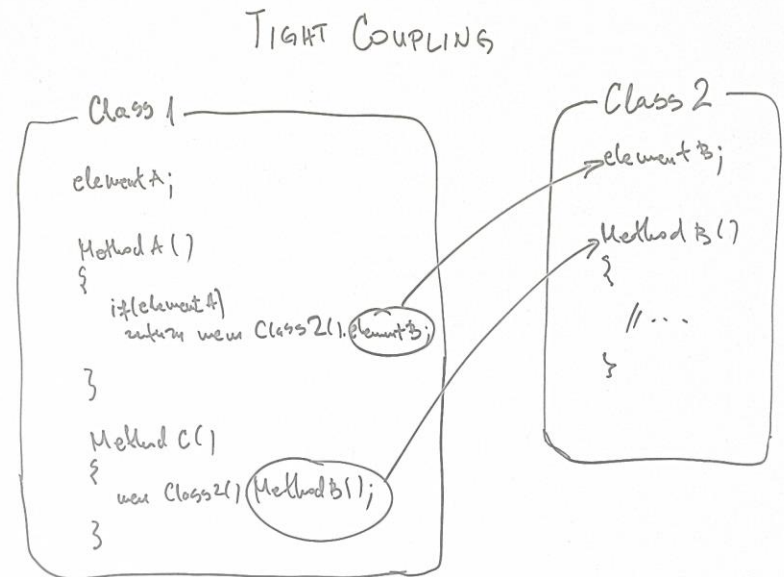 TIGHT COUPLING
Class 1
elementA;
MethodA()
{
if(elementA)
return new Class2().elementB;
}
MethodC()
{
new Class2().MethodB();
}
Class 2
elementB;
MethodB()
{
//...
}